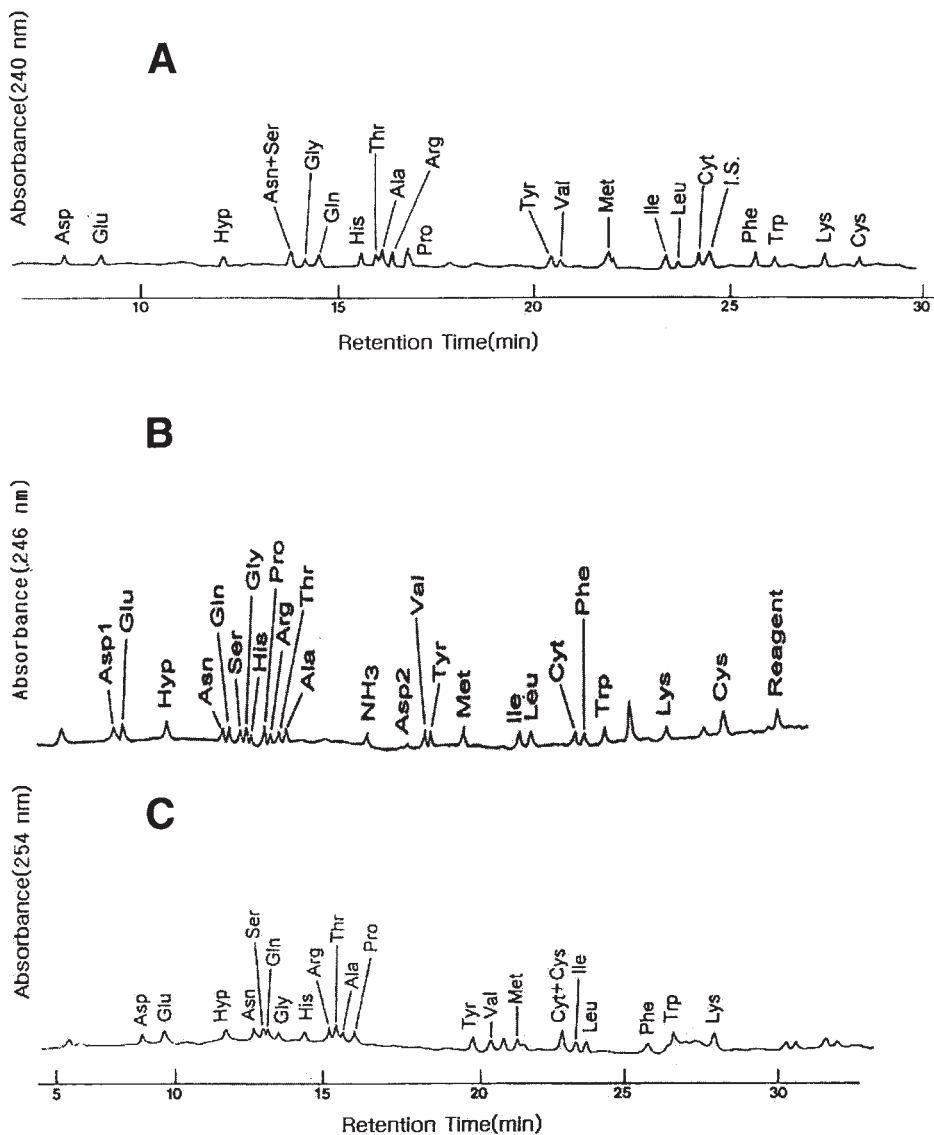 A
Absorbance(240 nm)
Asp
Glu
Hyp
Asn+Ser
Gly
Gln
His
Thr
Ala
Arg
Pro
Tyr
Val
Met
Ile
Leu
Cyt
I.S.
Phe
Trp
Lys
Cys
10 15 20 25 30
Retention Time(min)
B
Absorbance(246 nm)
Asp1
Glu
Hyp
Asn
Gln
Ser
Gly
His
Pro
Arg
Thr
Ala
NH3
Asp2
Val
Tyr
Met
Ile
Leu
Cyt
Phe
Trp
Lys
Cys
Reagent
C
Absorbance(254 nm)
Asp
Glu
Hyp
Asn
Ser
Gln
Gly
His
Arg
Thr
Ala
Pro
Tyr
Val
Met
Cyt+Cys
Ile
Leu
Phe
Trp
Lys
5 10 15 20 25 30
Retention Time(min)